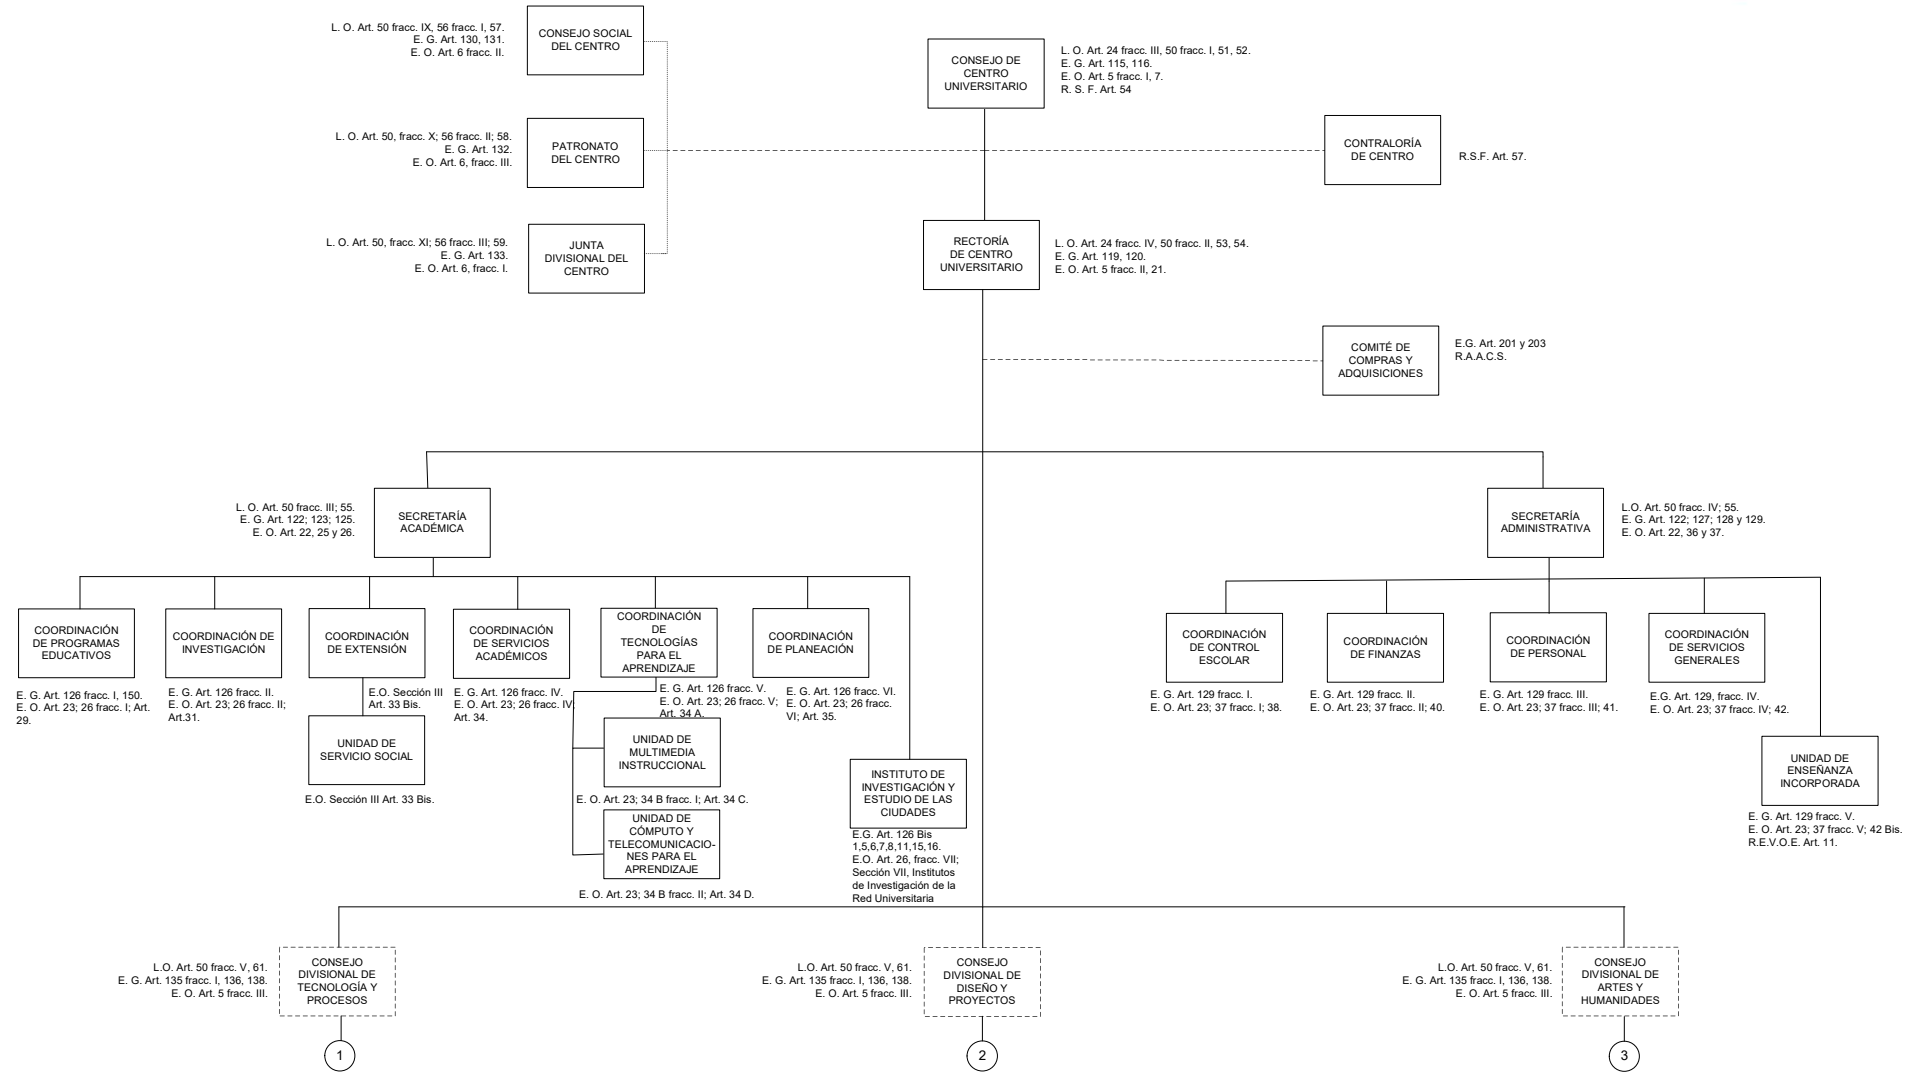 L. O. Art. 50 fracc. IX, 56 fracc. I, 57.
E. G. Art. 130, 131.
E. O. Art. 6 fracc. II.
CONSEJO SOCIAL
DEL CENTRO
CONSEJO DE
CENTRO
UNIVERSITARIO
L. O. Art. 24 fracc. III, 50 fracc. I, 51, 52.
E. G. Art. 115, 116.
E. O. Art. 5 fracc. I, 7.
R. S. F. Art. 54
L. O. Art. 50, fracc. X; 56 fracc. II; 58.
E. G. Art. 132.
E. O. Art. 6, fracc. III.
PATRONATO
DEL CENTRO
CONTRALORÍA
DE CENTRO
R.S.F. Art. 57.
L. O. Art. 50, fracc. XI; 56 fracc. III; 59.
E. G. Art. 133.
E. O. Art. 6, fracc. I.
JUNTA
DIVISIONAL DEL
CENTRO
RECTORÍA
DE CENTRO
UNIVERSITARIO
L. O. Art. 24 fracc. IV, 50 fracc. II, 53, 54.
E. G. Art. 119, 120.
E. O. Art. 5 fracc. II, 21.
COMITÉ DE
COMPRAS Y
ADQUISICIONES
E.G. Art. 201 y 203
R.A.A.C.S.
L. O. Art. 50 fracc. III; 55.
E. G. Art. 122; 123; 125.
E. O. Art. 22, 25 y 26.
SECRETARÍA
ACADÉMICA
SECRETARÍA
ADMINISTRATIVA
L.O. Art. 50 fracc. IV; 55.
E. G. Art. 122; 127; 128 y 129.
E. O. Art. 22, 36 y 37.
COORDINACIÓN
DE PROGRAMAS
EDUCATIVOS
E. G. Art. 126 fracc. I, 150.
E. O. Art. 23; 26 fracc. I; Art.
29.
COORDINACIÓN DE
INVESTIGACIÓN
E. G. Art. 126 fracc. II.
E. O. Art. 23; 26 fracc. II;
Art.31.
COORDINACIÓN
DE EXTENSIÓN
E.O. Sección III
Art. 33 Bis.
UNIDAD DE
SERVICIO SOCIAL
E.O. Sección III Art. 33 Bis.
COORDINACIÓN
DE SERVICIOS
ACADÉMICOS
E. G. Art. 126 fracc. IV.
E. O. Art. 23; 26 fracc. IV;
Art. 34.
COORDINACIÓN
DE
TECNOLOGÍAS
PARA EL
APRENDIZAJE
E. G. Art. 126 fracc. V.
E. O. Art. 23; 26 fracc. V;
Art. 34 A.
UNIDAD DE
MULTIMEDIA
INSTRUCCIONAL
E. O. Art. 23; 34 B fracc. I; Art. 34 C.
UNIDAD DE
CÓMPUTO Y
TELECOMUNICACIO-
NES PARA EL
APRENDIZAJE
E. O. Art. 23; 34 B fracc. II; Art. 34 D.
COORDINACIÓN
DE PLANEACIÓN
E. G. Art. 126 fracc. VI.
E. O. Art. 23; 26 fracc.
VI; Art. 35.
INSTITUTO DE
INVESTIGACIÓN Y
ESTUDIO DE LAS
CIUDADES
E.G. Art. 126 Bis
1,5,6,7,8,11,15,16.
E.O. Art. 26, fracc. VII;
Sección VII, Institutos
de Investigación de la
Red Universitaria
COORDINACIÓN
DE CONTROL
ESCOLAR
E. G. Art. 129 fracc. I.
E. O. Art. 23; 37 fracc. I; 38.
COORDINACIÓN
DE FINANZAS
E. G. Art. 129 fracc. II.
E. O. Art. 23; 37 fracc. II; 40.
COORDINACIÓN
DE PERSONAL
E. G. Art. 129 fracc. III.
E. O. Art. 23; 37 fracc. III; 41.
COORDINACIÓN
DE SERVICIOS
GENERALES
E.G. Art. 129, fracc. IV.
E. O. Art. 23; 37 fracc. IV; 42.
UNIDAD DE
ENSEÑANZA
INCORPORADA
E. G. Art. 129 fracc. V.
E. O. Art. 23; 37 fracc. V; 42 Bis.
R.E.V.O.E. Art. 11.
L.O. Art. 50 fracc. V, 61.
E. G. Art. 135 fracc. I, 136, 138.
E. O. Art. 5 fracc. III.
CONSEJO
DIVISIONAL DE
TECNOLOGÍA Y
PROCESOS
L.O. Art. 50 fracc. V, 61.
E. G. Art. 135 fracc. I, 136, 138.
E. O. Art. 5 fracc. III.
CONSEJO
DIVISIONAL DE
DISEÑO Y
PROYECTOS
L.O. Art. 50 fracc. V, 61.
E. G. Art. 135 fracc. I, 136, 138.
E. O. Art. 5 fracc. III.
CONSEJO
DIVISIONAL DE
ARTES Y
HUMANIDADES
1
2
3